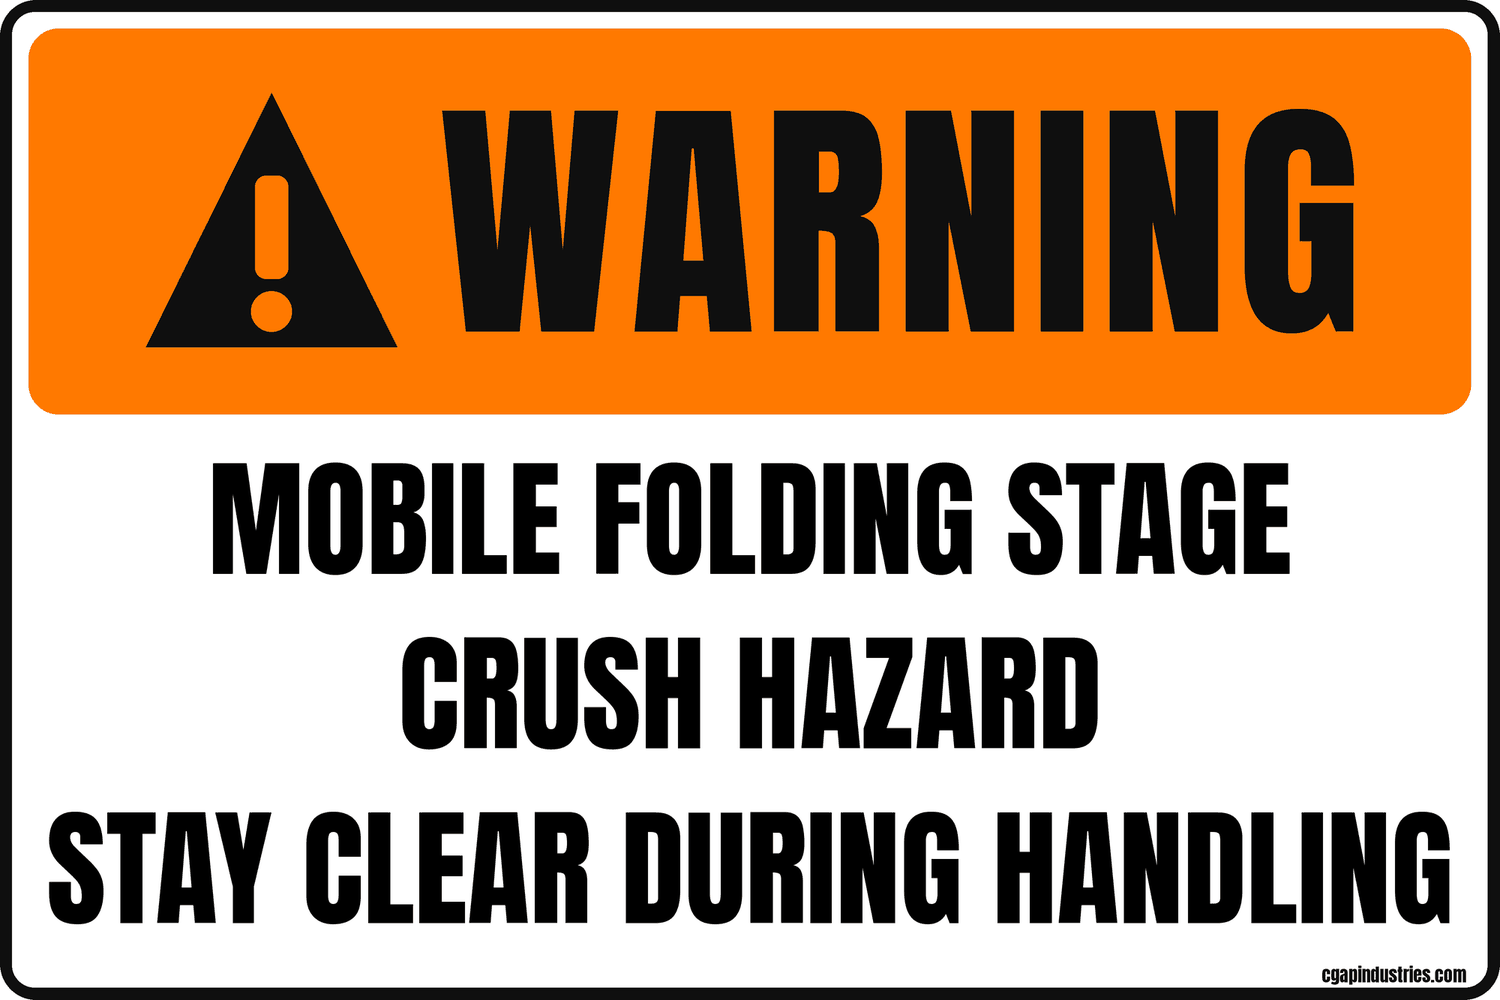 WARNING
MOBILE FOLDING STAGE
CRUSH HAZARD
STAY CLEAR DURING HANDLING
cgapindustries.com